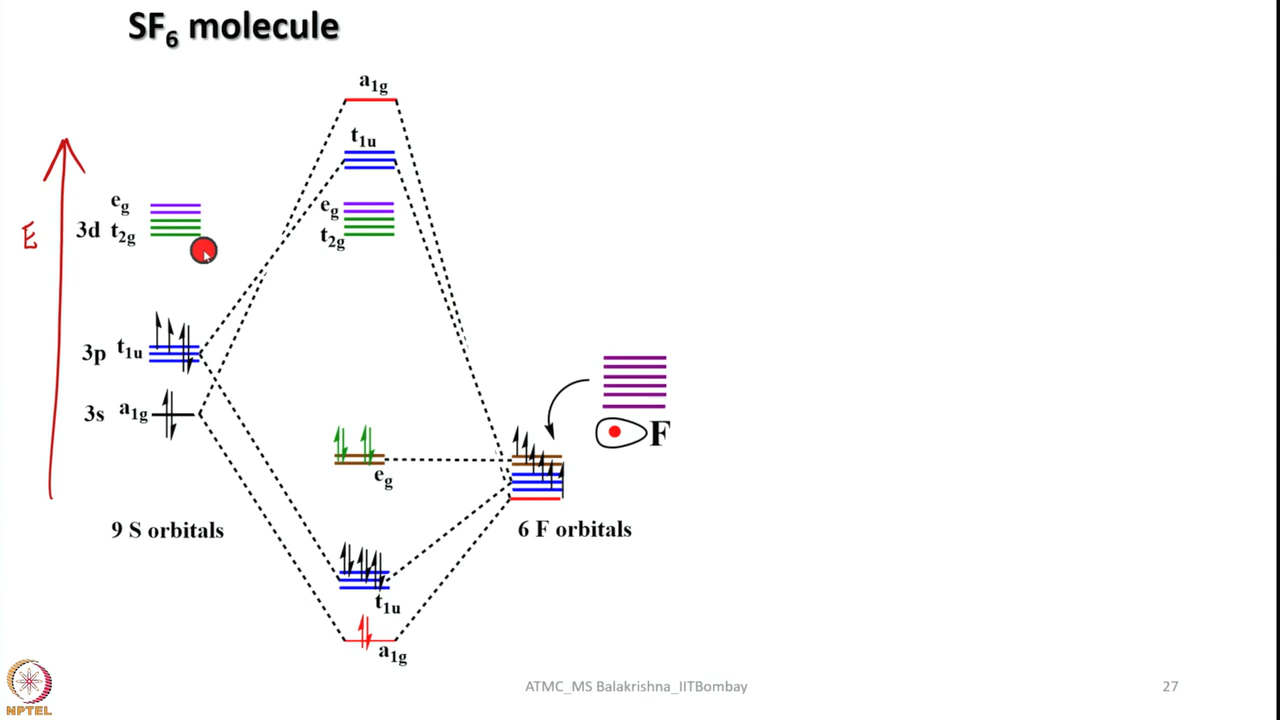 SF₆ molecule
a₁g
t₁u
eg
3d t₂g
eg
t₂g
E
3p t₁u
3s a₁g
F
eg
9 S orbitals
6 F orbitals
t₁u
a₁g
NPTEL
ATMC_MS Balakrishna_IITBombay
27